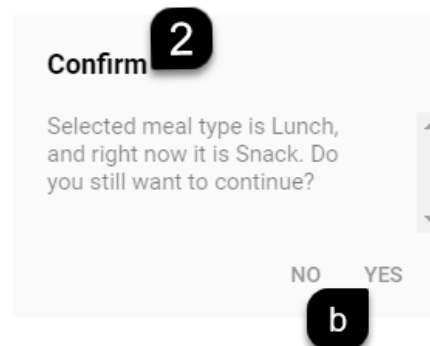 Confirm
2
Selected meal type is Lunch,
and right now it is Snack. Do
you still want to continue?
NO YES
b